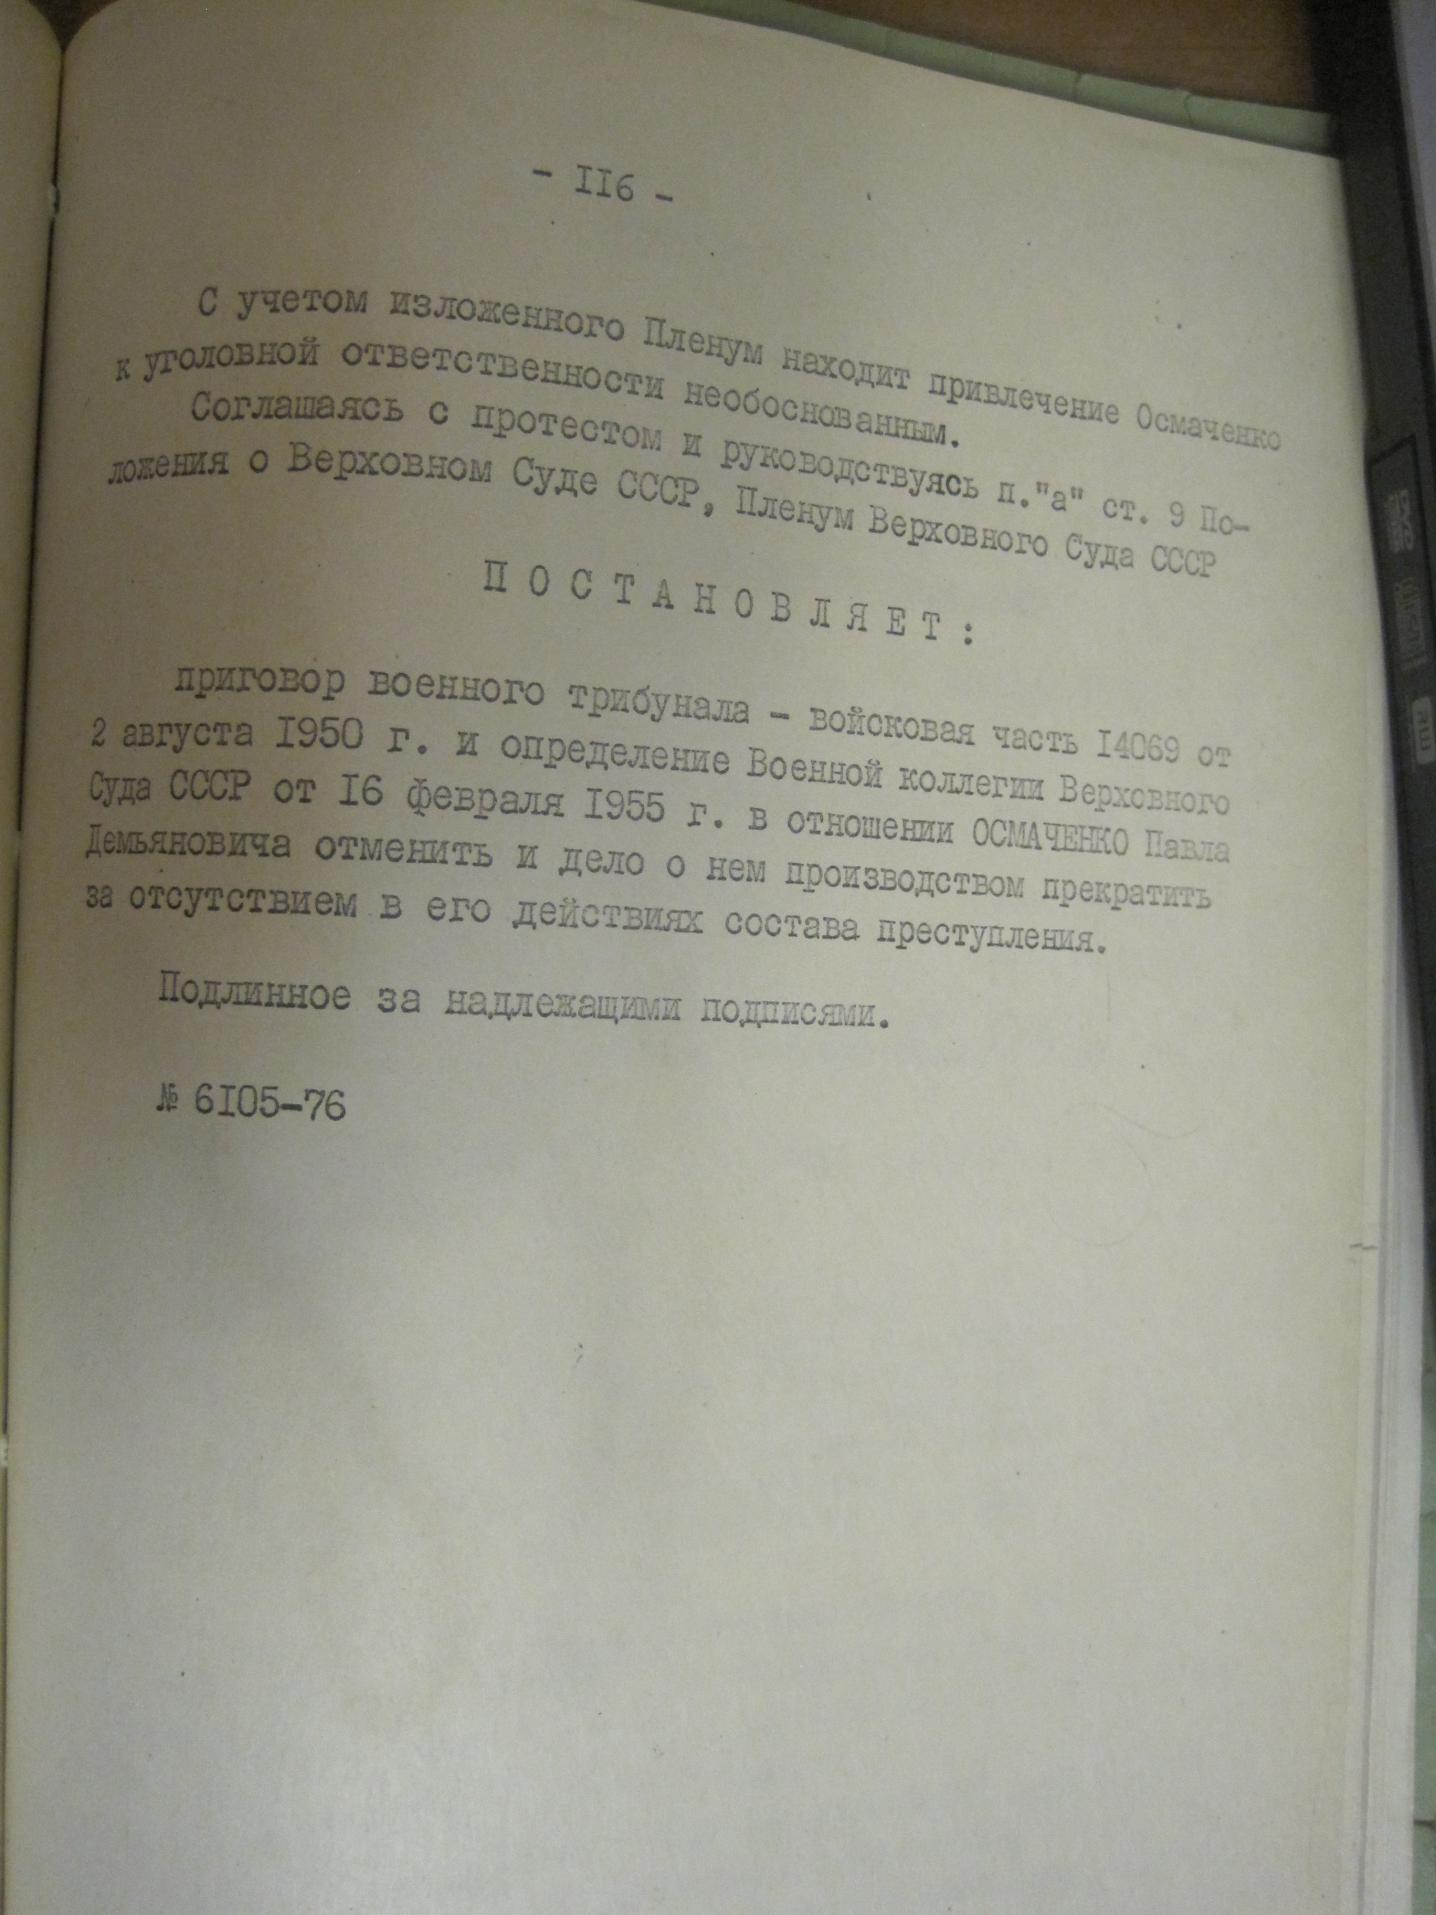 - II6 -
С учетом изложенного Пленум находит привлечение Осмаченко
к уголовной ответственности необоснованным.
Соглашаясь с протестом и руководствуясь п."а" ст. 9 По-
ложения о Верховном Суде СССР, Пленум Верховного Суда СССР
П О С Т А Н О В Л Я Е Т :
приговор военного трибунала - войсковая часть I4069 от
2 августа I950 г. и определение Военной коллегии Верховного
Суда СССР от I6 февраля I955 г. в отношении ОСМАЧЕНКО Павла
Демьяновича отменить и дело о нем производством прекратить
за отсутствием в его действиях состава преступления.
Подлинное за надлежащими подписями.
№ 6I05-76